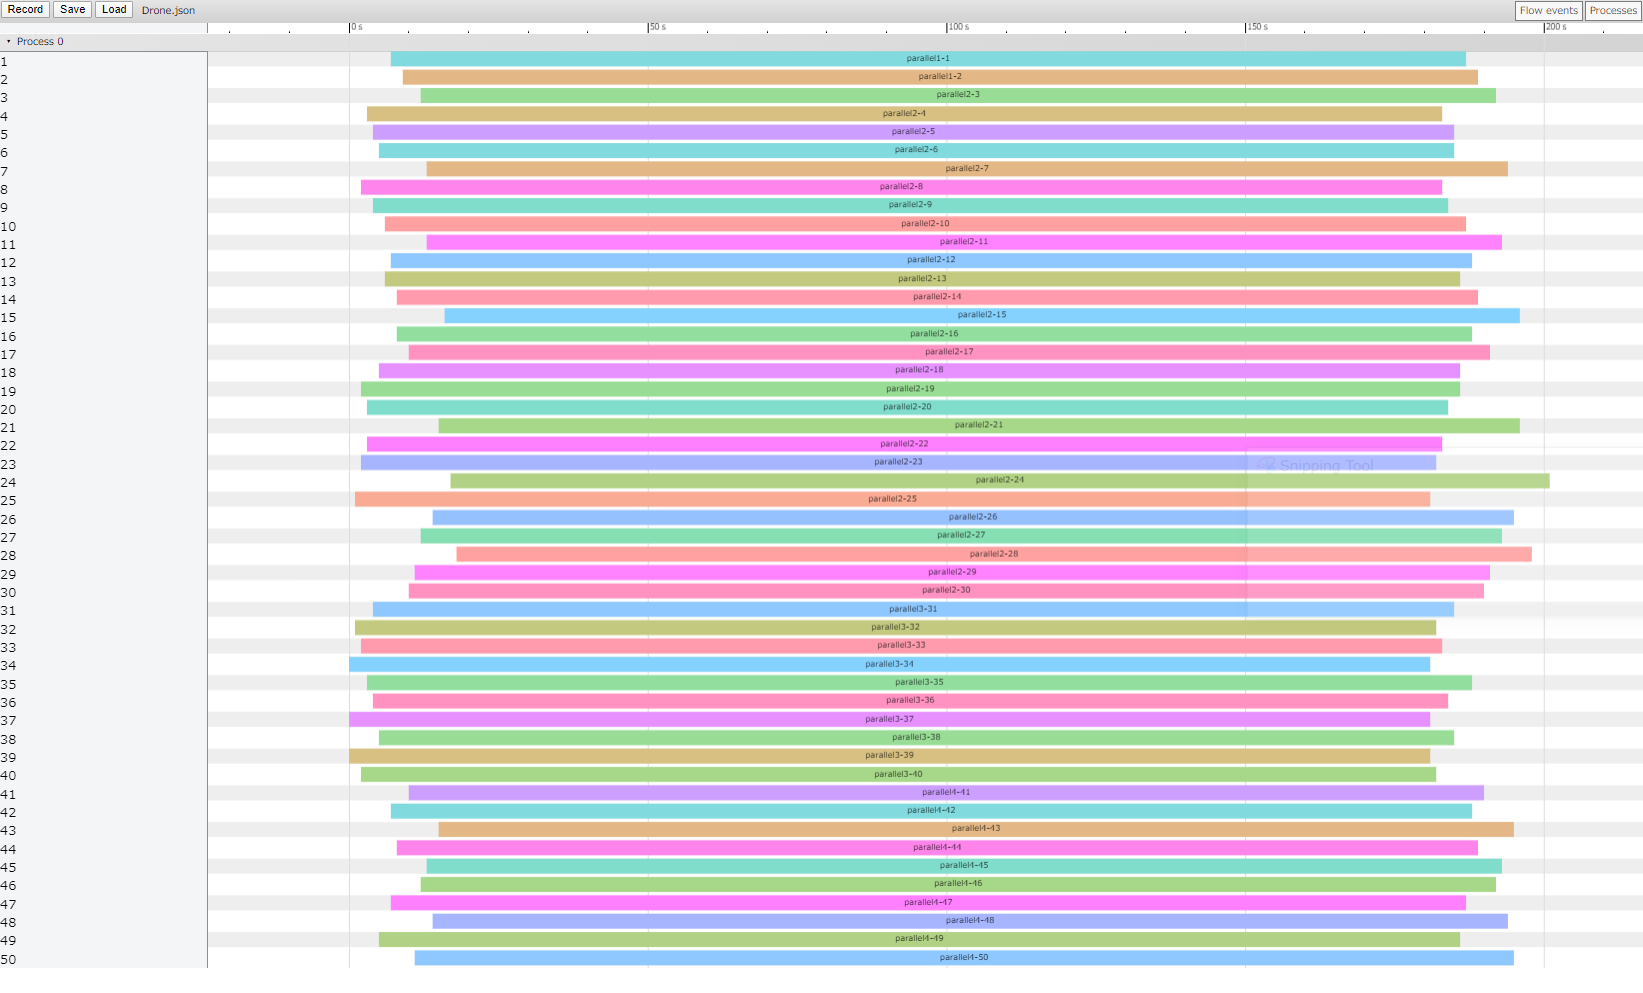 Record Save Load Drone.json Flow events Processes
0 s 50 s 100 s 150 s 200 s
Process 0
1 parallel1-1
2 parallel1-2
3 parallel2-3
4 parallel2-4
5 parallel2-5
6 parallel2-6
7 parallel2-7
8 parallel2-8
9 parallel2-9
10 parallel2-10
11 parallel2-11
12 parallel2-12
13 parallel2-13
14 parallel2-14
15 parallel2-15
16 parallel2-16
17 parallel2-17
18 parallel2-18
19 parallel2-19
20 parallel2-20
21 parallel2-21
22 parallel2-22
23 parallel2-23 Snipping Tool
24 parallel2-24
25 parallel2-25
26 parallel2-26
27 parallel2-27
28 parallel2-28
29 parallel2-29
30 parallel2-30
31 parallel3-31
32 parallel3-32
33 parallel3-33
34 parallel3-34
35 parallel3-35
36 parallel3-36
37 parallel3-37
38 parallel3-38
39 parallel3-39
40 parallel3-40
41 parallel4-41
42 parallel4-42
43 parallel4-43
44 parallel4-44
45 parallel4-45
46 parallel4-46
47 parallel4-47
48 parallel4-48
49 parallel4-49
50 parallel4-50